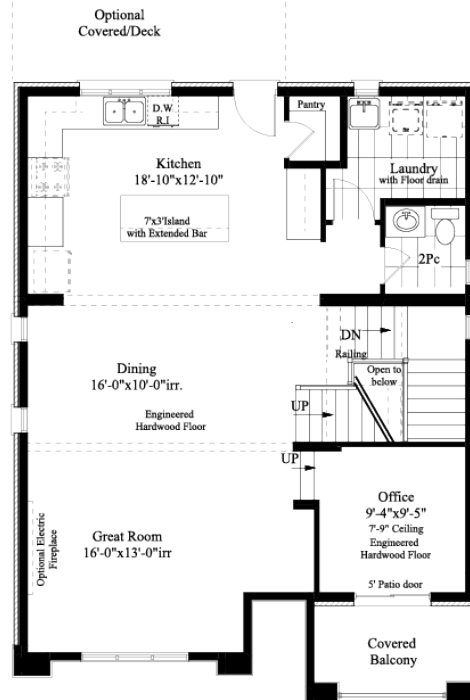 Optional
Covered/Deck
D.W
R.I
Pantry
Kitchen
18'-10"x12'-10"
Laundry
with Floor drain
7'x3'Island
with Extended Bar
2Pc
DN
Railing
Open to
below
Dining
16'-0"x10'-0"irr.
Engineered
Hardwood Floor
UP
UP
Office
9'-4"x9'-5"
7'-9" Ceiling
Engineered
Hardwood Floor
5' Patio door
Optional Electric
Fireplace
Great Room
16'-0"x13'-0"irr
Covered
Balcony